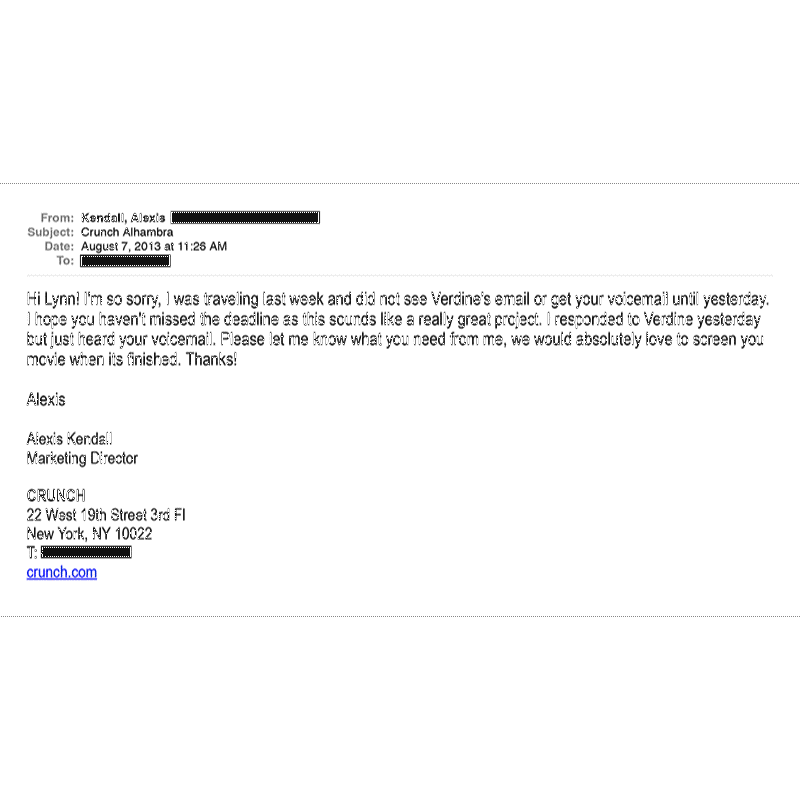 From: Kendall, Alexis
Subject: Crunch Alhambra
Date: August 7, 2013 at 11:26 AM
To:
Hi Lynn! I'm so sorry, I was traveling last week and did not see Verdine's email or get your voicemail until yesterday.
I hope you haven't missed the deadline as this sounds like a really great project. I responded to Verdine yesterday
but just heard your voicemail. Please let me know what you need from me, we would absolutely love to screen you
movie when its finished. Thanks!
Alexis
Alexis Kendall
Marketing Director
CRUNCH
22 West 19th Street 3rd Fl
New York, NY 10022
T:
crunch.com